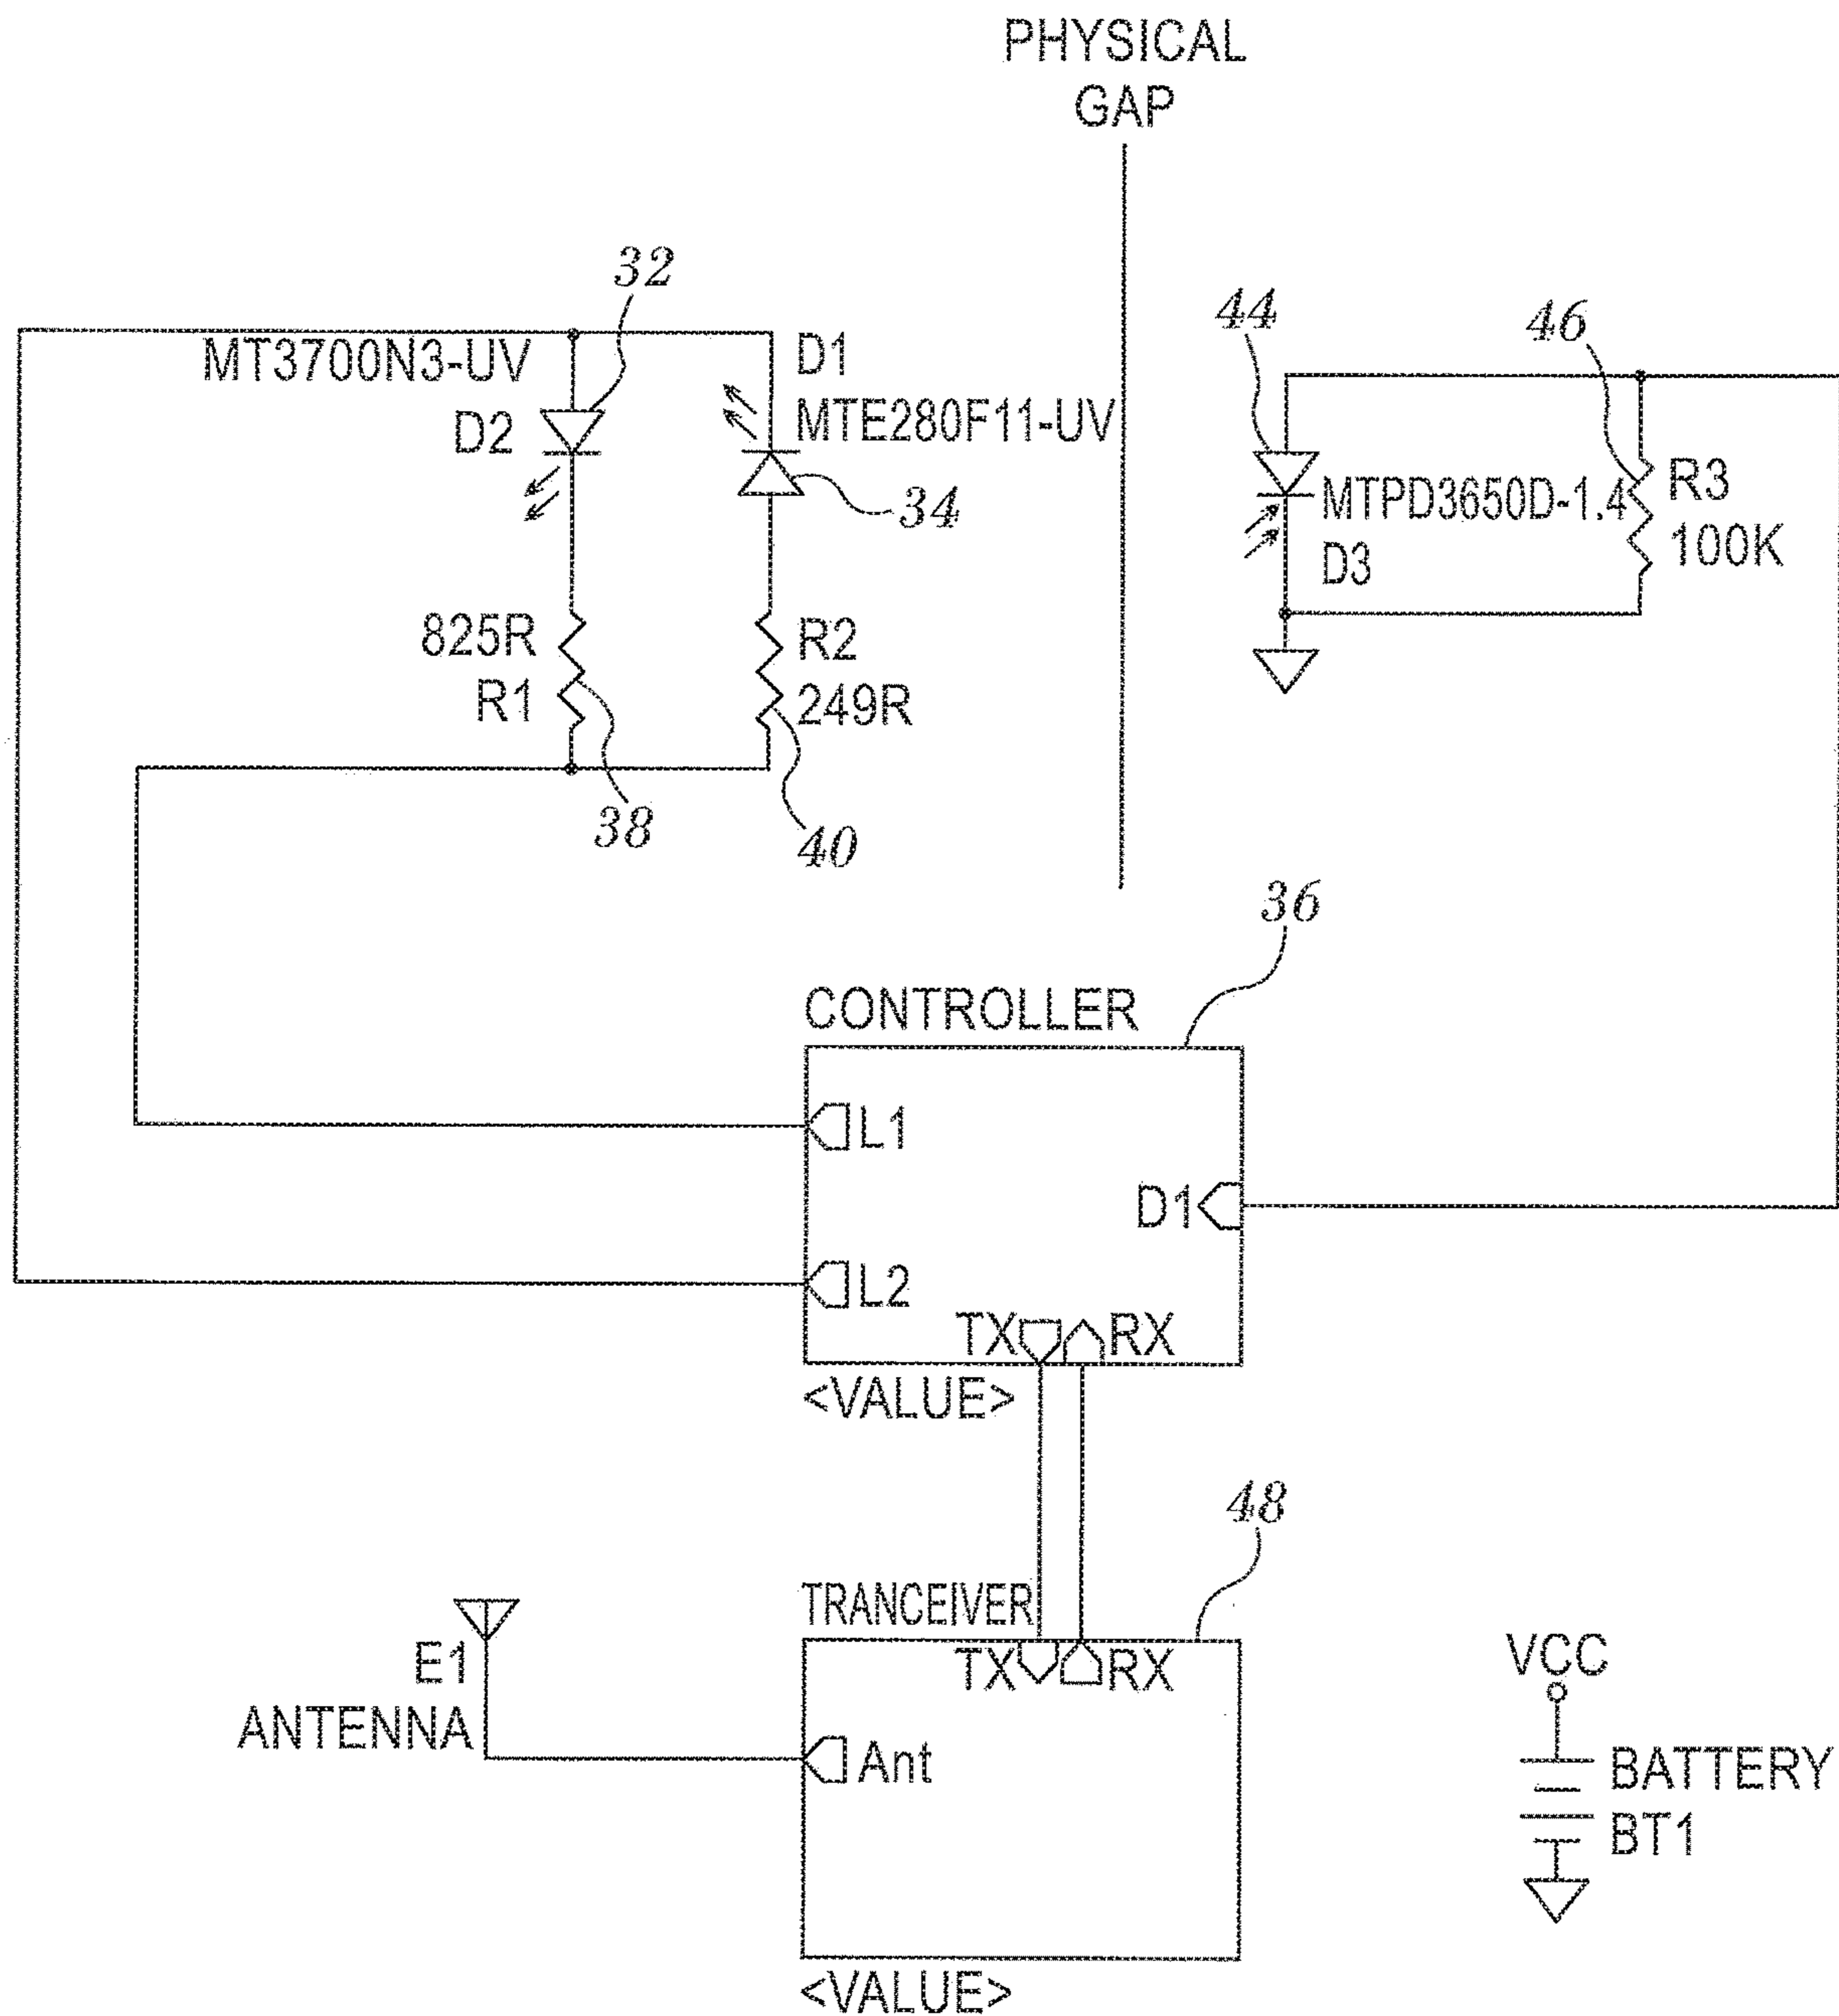 PHYSICAL
GAP
32
MT3700N3-UV
D2
D1
MTE280F11-UV
34
44
46
MTPD3650D-1.4
D3
R3
100K
825R
R1
R2
249R
38
40
36
CONTROLLER
L1
D1
L2
TX RX
<VALUE>
48
TRANCEIVER
TX RX
E1
ANTENNA
Ant
VCC
BATTERY
BT1
<VALUE>